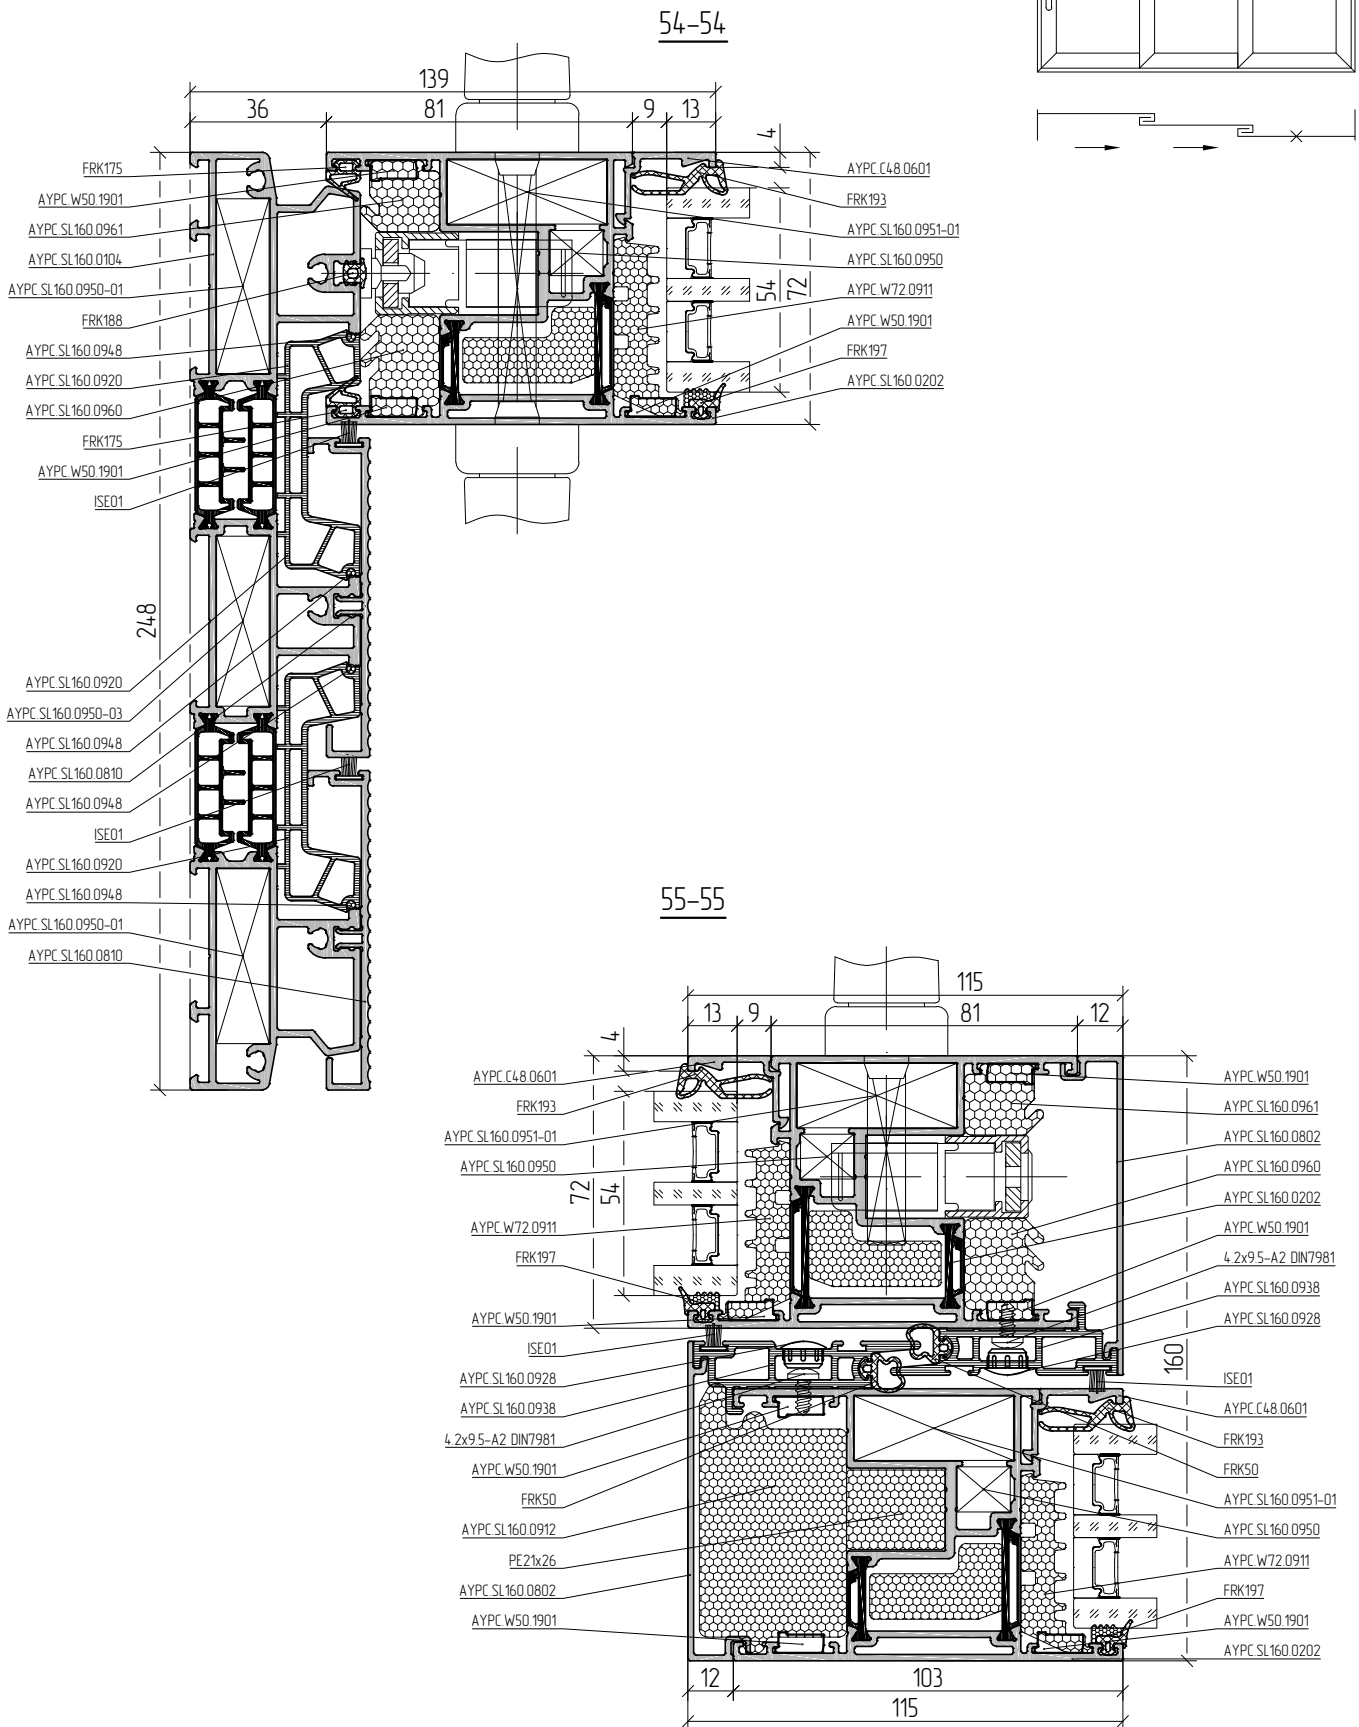 54-54
139
36
81
9
13
4
FRK175
AYPC.W50.1901
AYPC.SL160.0961
AYPC.SL160.0104
AYPC.SL160.0950-01
FRK188
AYPC.SL160.0948
AYPC.SL160.0920
AYPC.SL160.0960
FRK175
AYPC.W50.1901
ISE01
AYPC.C48.0601
FRK193
AYPC.SL160.0951-01
AYPC.SL160.0950
AYPC.W72.0911
AYPC.W50.1901
FRK197
AYPC.SL160.0202
54
72
248
AYPC.SL160.0920
AYPC.SL160.0950-03
AYPC.SL160.0948
AYPC.SL160.0810
AYPC.SL160.0948
ISE01
AYPC.SL160.0920
AYPC.SL160.0948
AYPC.SL160.0950-01
AYPC.SL160.0810
55-55
115
13
9
81
12
4
AYPC.C48.0601
FRK193
AYPC.SL160.0951-01
AYPC.SL160.0950
72
54
AYPC.W72.0911
FRK197
AYPC.W50.1901
ISE01
AYPC.SL160.0928
AYPC.SL160.0938
4.2x9.5-A2 DIN7981
AYPC.W50.1901
FRK50
AYPC.SL160.0912
PE21x26
AYPC.SL160.0802
AYPC.W50.1901
AYPC.W50.1901
AYPC.SL160.0961
AYPC.SL160.0802
AYPC.SL160.0960
AYPC.SL160.0202
AYPC.W50.1901
4.2x9.5-A2 DIN7981
AYPC.SL160.0938
AYPC.SL160.0928
160
ISE01
AYPC.C48.0601
FRK193
FRK50
AYPC.SL160.0951-01
AYPC.SL160.0950
AYPC.W72.0911
FRK197
AYPC.W50.1901
AYPC.SL160.0202
12
103
115